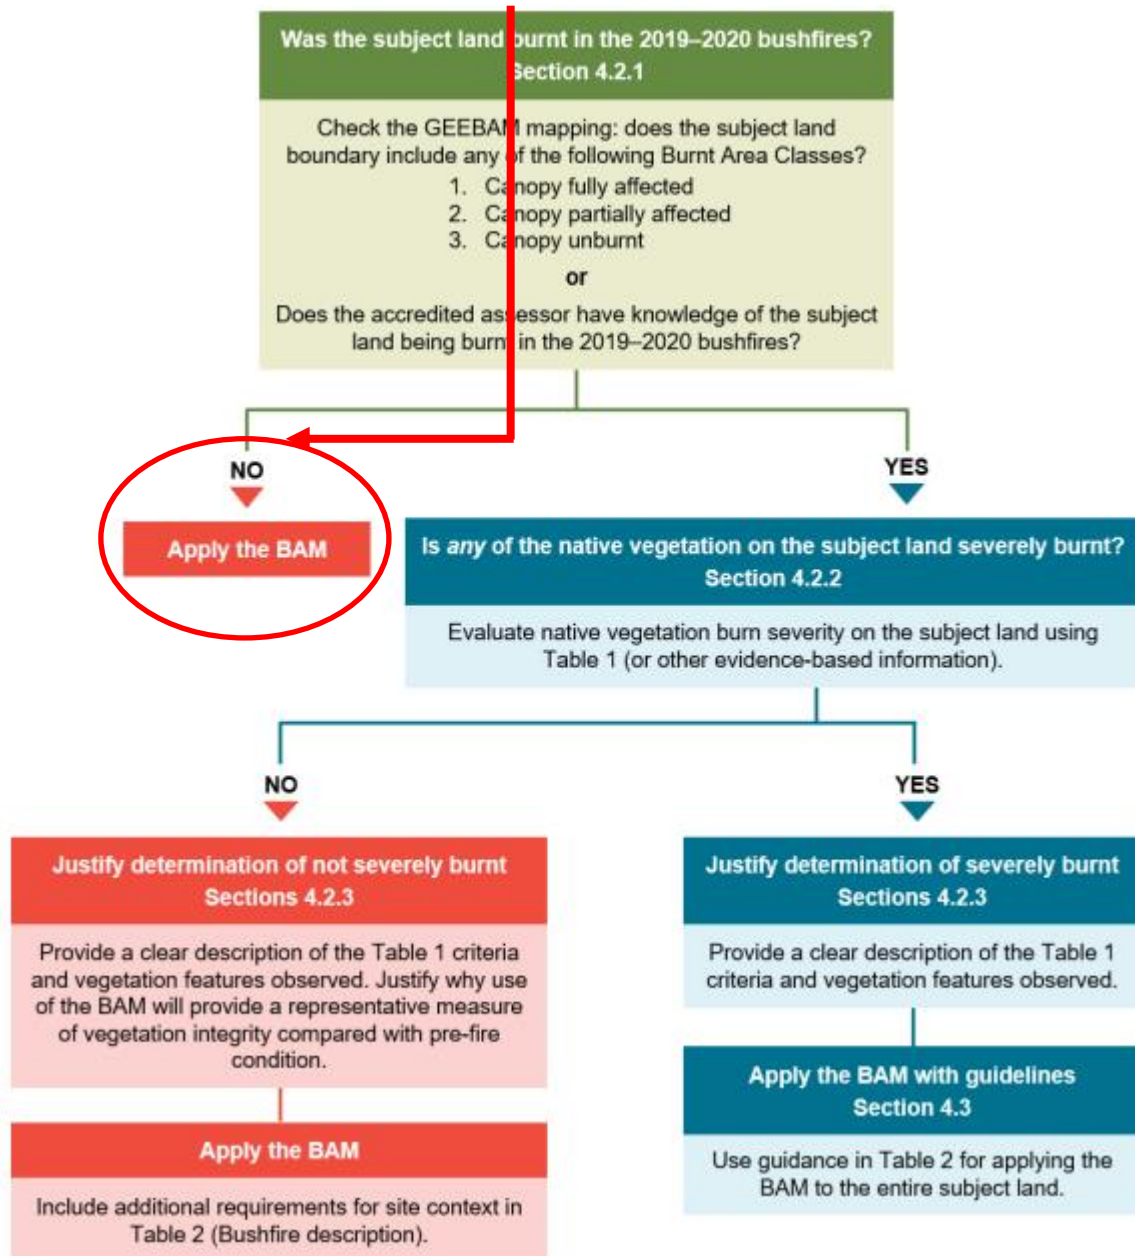 Was the subject land burnt in the 2019–2020 bushfires?
Section 4.2.1
Check the GEEBAM mapping: does the subject land
boundary include any of the following Burnt Area Classes?
1. Canopy fully affected
2. Canopy partially affected
3. Canopy unburnt
or
Does the accredited assessor have knowledge of the subject
land being burnt in the 2019–2020 bushfires?
NO
YES
Apply the BAM
Is any of the native vegetation on the subject land severely burnt?
Section 4.2.2
Evaluate native vegetation burn severity on the subject land using
Table 1 (or other evidence-based information).
NO
YES
Justify determination of not severely burnt
Sections 4.2.3
Provide a clear description of the Table 1 criteria
and vegetation features observed. Justify why use
of the BAM will provide a representative measure
of vegetation integrity compared with pre-fire
condition.
Apply the BAM
Include additional requirements for site context in
Table 2 (Bushfire description).
Justify determination of severely burnt
Sections 4.2.3
Provide a clear description of the Table 1
criteria and vegetation features observed.
Apply the BAM with guidelines
Section 4.3
Use guidance in Table 2 for applying the
BAM to the entire subject land.